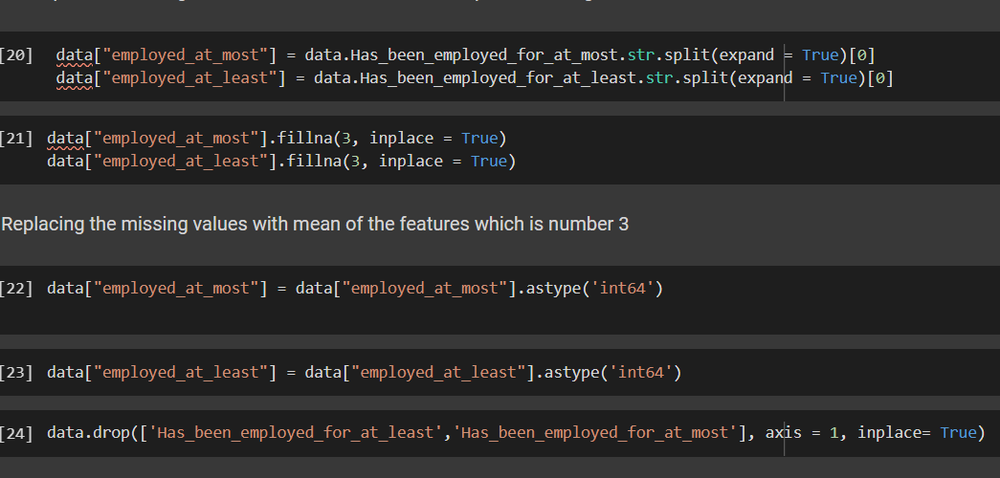 [20] data["employed_at_most"] = data.Has_been_employed_for_at_most.str.split(expand = True)[0]
data["employed_at_least"] = data.Has_been_employed_for_at_least.str.split(expand = True)[0]
[21] data["employed_at_most"].fillna(3, inplace = True)
data["employed_at_least"].fillna(3, inplace = True)
Replacing the missing values with mean of the features which is number 3
[22] data["employed_at_most"] = data["employed_at_most"].astype('int64')
[23] data["employed_at_least"] = data["employed_at_least"].astype('int64')
[24] data.drop(['Has_been_employed_for_at_least','Has_been_employed_for_at_most'], axis = 1, inplace= True)